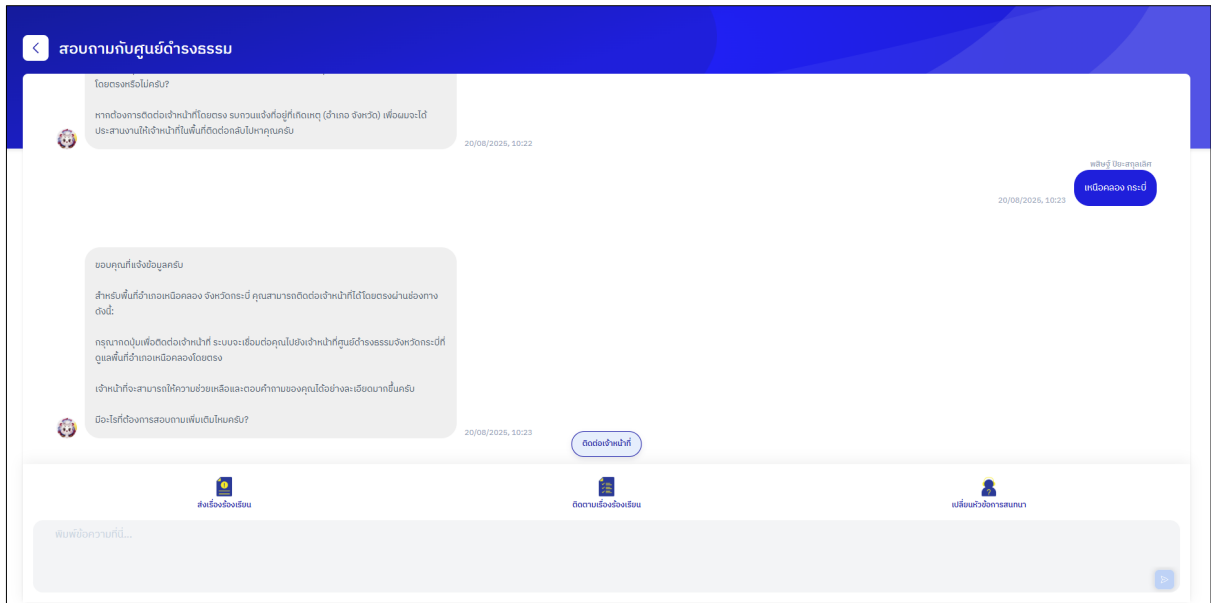 สอบถามกับศูนย์ดำรงธรรม
โดยตรงหรือไม่ครับ?
หากต้องการติดต่อเจ้าหน้าที่โดยตรง รบกวนแจ้งที่อยู่ที่เกิดเหตุ (อำเภอ จังหวัด) เพื่อผมจะได้
ประสานงานให้เจ้าหน้าที่ในพื้นที่ติดต่อกลับไปหาคุณครับ
20/08/2025, 10:22
พสิษฐ์ ปิยะสกุลเลิศ
เหนือคลอง กระบี่
20/08/2025, 10:23
ขอบคุณที่แจ้งข้อมูลครับ
สำหรับพื้นที่อำเภอเหนือคลอง จังหวัดกระบี่ คุณสามารถติดต่อเจ้าหน้าที่ได้โดยตรงผ่านช่องทาง
ดังนี้:
กรุณากดปุ่มเพื่อติดต่อเจ้าหน้าที่ ระบบจะเชื่อมต่อคุณไปยังเจ้าหน้าที่ศูนย์ดำรงธรรมจังหวัดกระบี่ที่
ดูแลพื้นที่อำเภอเหนือคลองโดยตรง
เจ้าหน้าที่จะสามารถให้ความช่วยเหลือและตอบคำถามของคุณได้อย่างละเอียดมากขึ้นครับ
มีอะไรที่ต้องการสอบถามเพิ่มเติมไหมครับ?
20/08/2025, 10:23
ติดต่อเจ้าหน้าที่
ส่งเรื่องร้องเรียน
ติดตามเรื่องร้องเรียน
เปลี่ยนหัวข้อการสนทนา
พิมพ์ข้อความที่นี่...